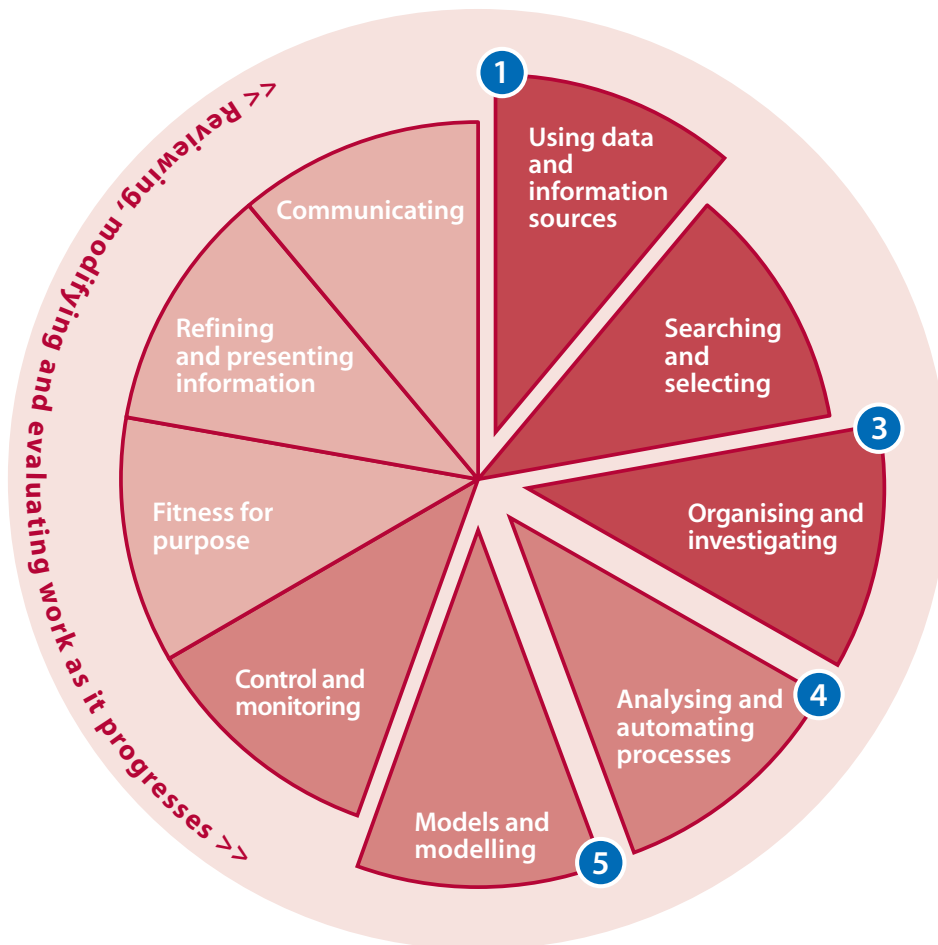 1
Using data
and
information
sources
Searching
and
selecting
3
Organising and
investigating
4
Analysing and
automating
processes
5
Models and
modelling
Control and
monitoring
Fitness for
purpose
Refining
and presenting
information
Communicating
<< Reviewing, modifying and evaluating work as it progresses >>